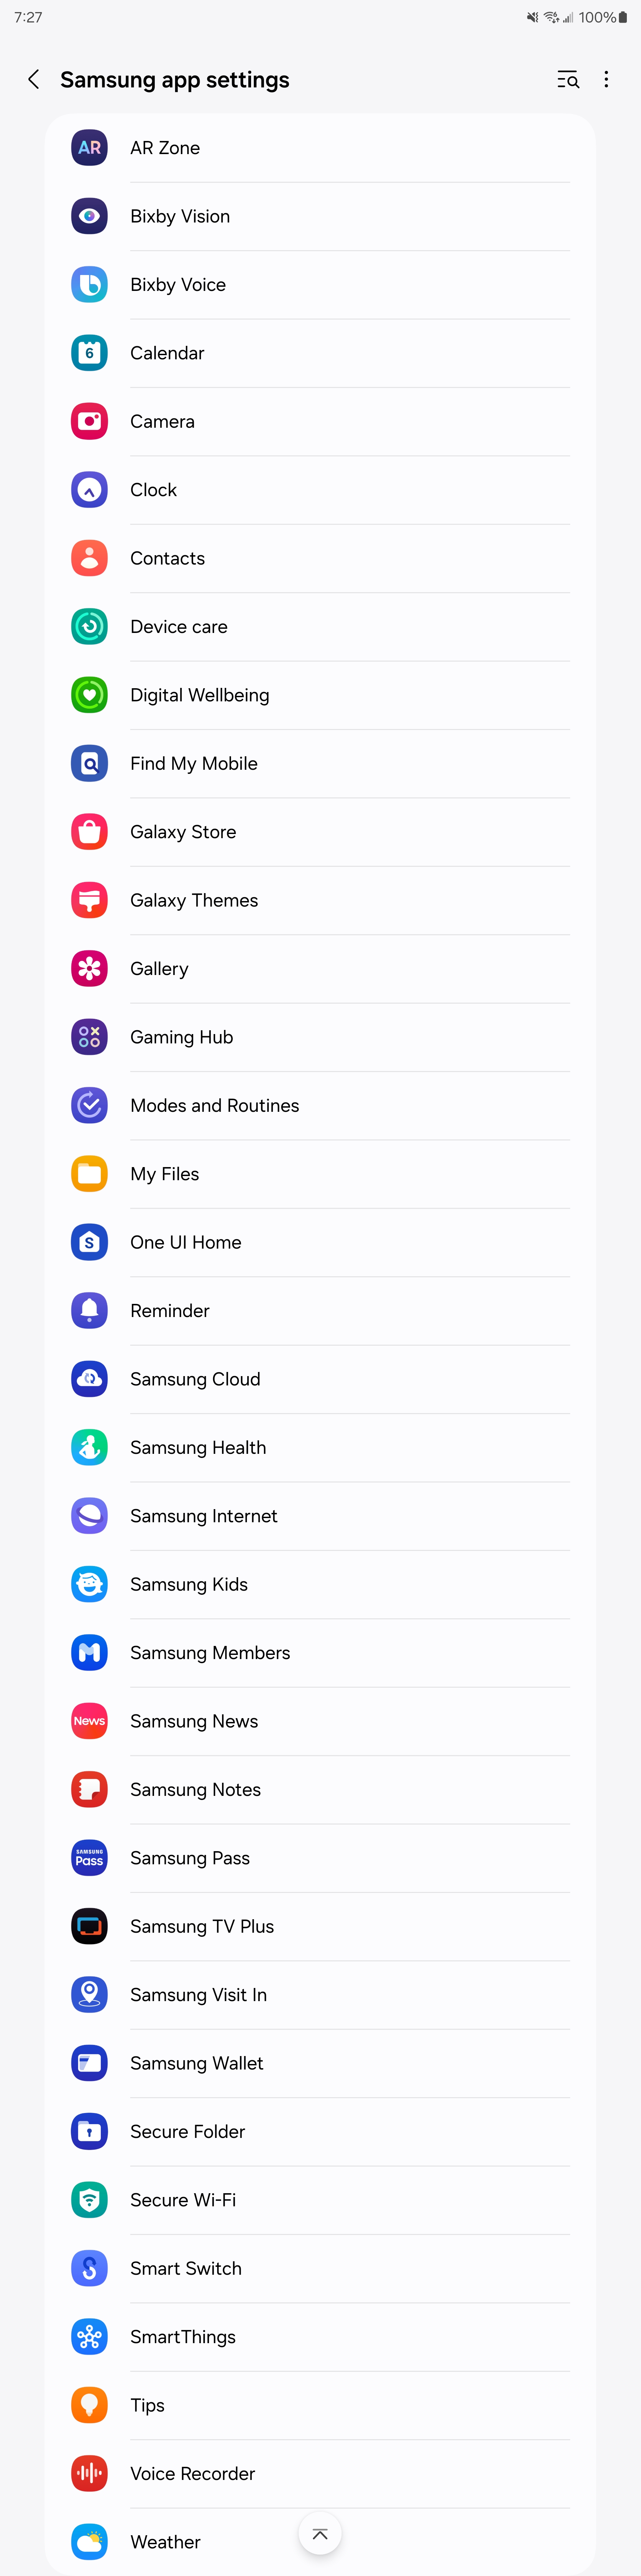 7:27
100%
Samsung app settings
AR
AR Zone
Bixby Vision
Bixby Voice
6
Calendar
Camera
Clock
Contacts
Device care
Digital Wellbeing
Find My Mobile
Galaxy Store
Galaxy Themes
Gallery
Gaming Hub
Modes and Routines
My Files
S
One UI Home
Reminder
Samsung Cloud
Samsung Health
Samsung Internet
Samsung Kids
Samsung Members
News
Samsung News
Samsung Notes
SAMSUNG
Pass
Samsung Pass
Samsung TV Plus
Samsung Visit In
Samsung Wallet
Secure Folder
Secure Wi-Fi
Smart Switch
SmartThings
Tips
Voice Recorder
Weather